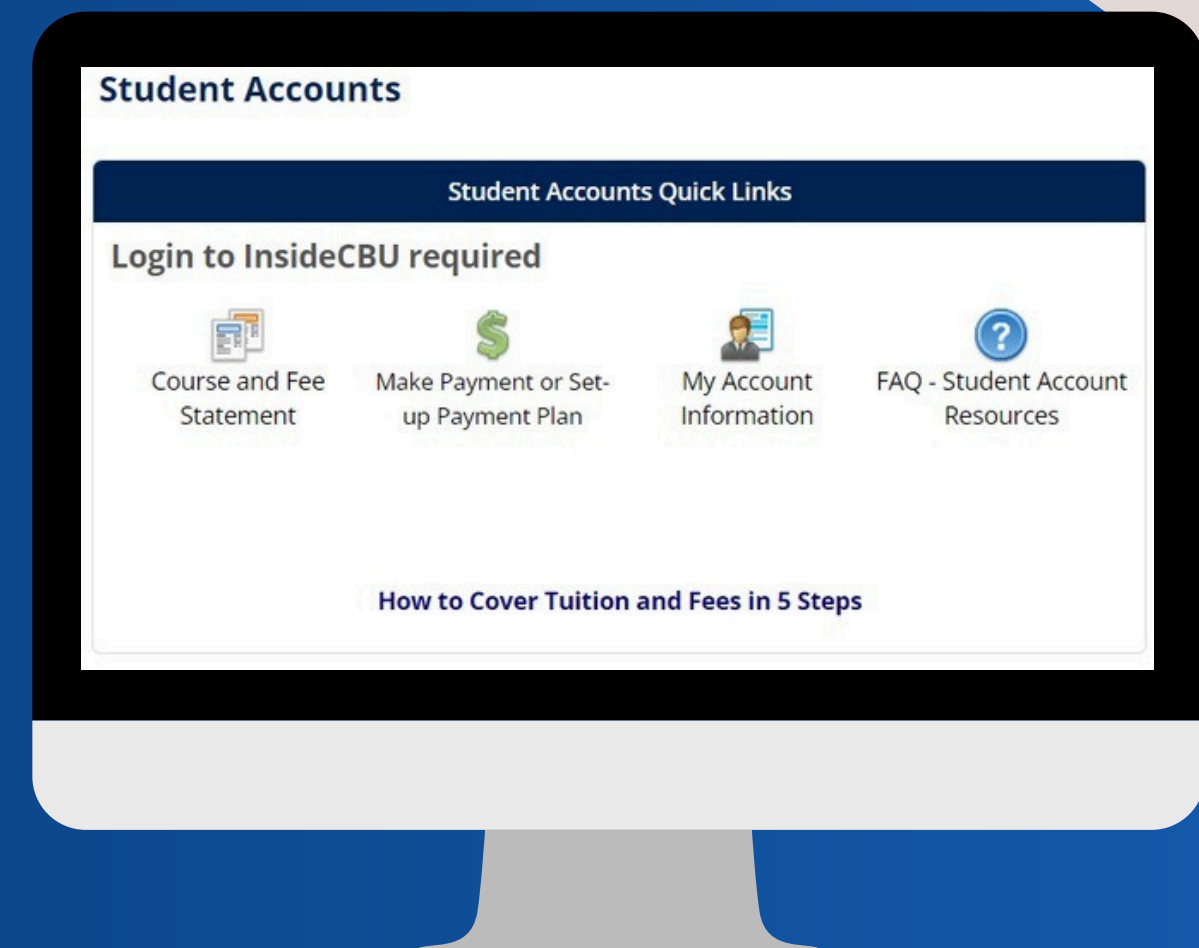 Student Accounts
Student Accounts Quick Links
Login to InsideCBU required
Course and Fee
Statement
Make Payment or Set-
up Payment Plan
My Account
Information
FAQ - Student Account
Resources
How to Cover Tuition and Fees in 5 Steps